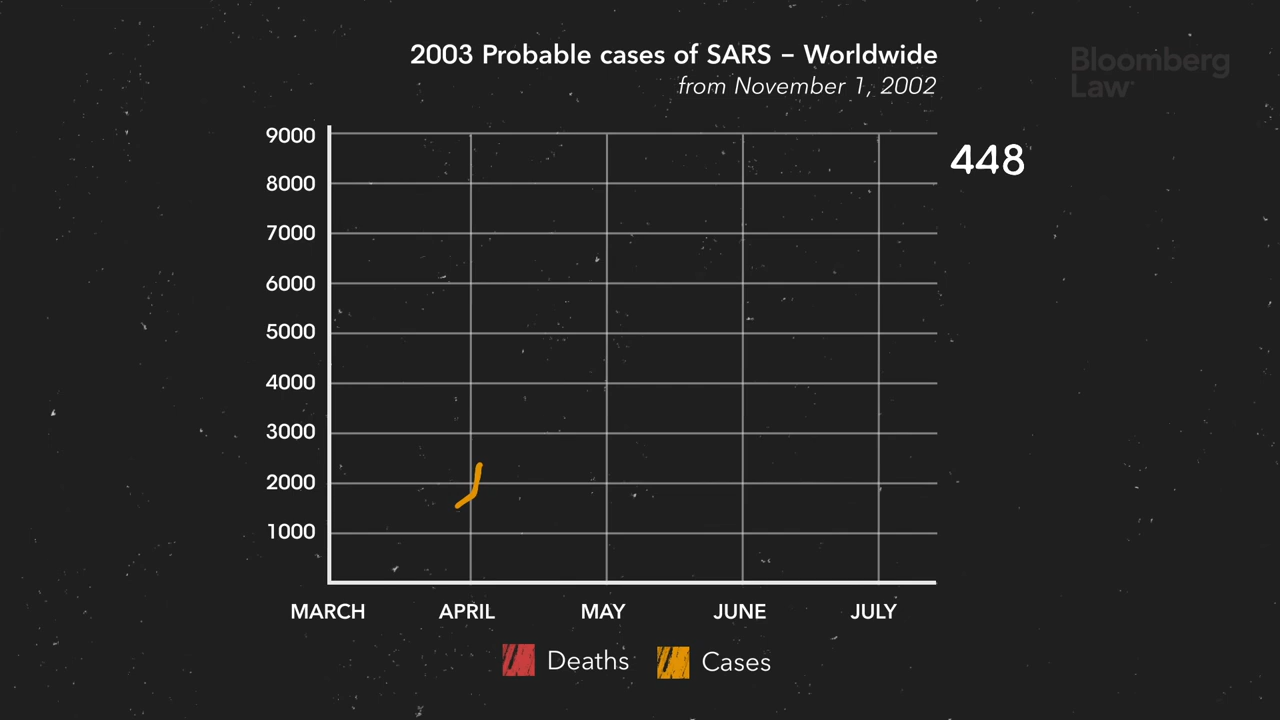 2003 Probable cases of SARS – Worldwide
from November 1, 2002
Bloomberg
Law
9000
448
8000
7000
6000
5000
4000
3000
2000
1000
MARCH APRIL MAY JUNE JULY
Deaths Cases